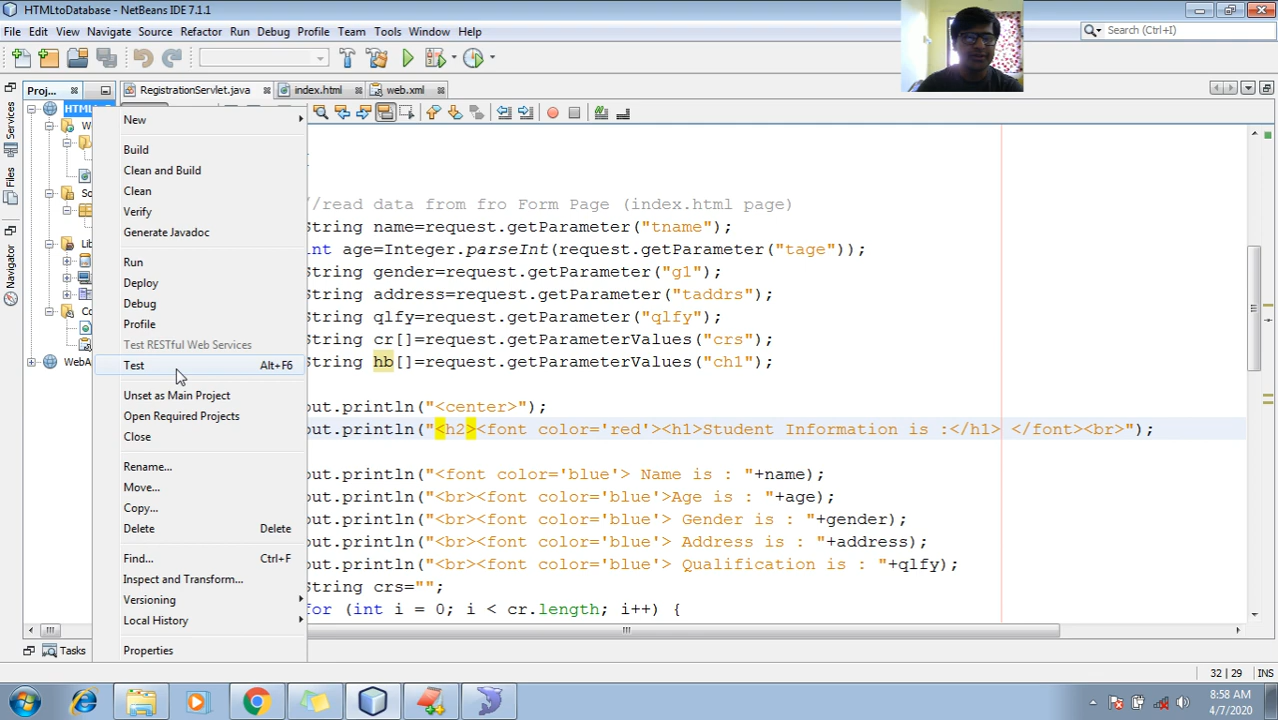 HTMLtoDatabase - NetBeans IDE 7.1.1
File Edit View Navigate Source Refactor Run Debug Profile Team Tools Window Help
Search (Ctrl+I)
Proj... RegistrationServlet.java index.html web.xml
Services
Files
Navigator
WebA
Lib
New
Build
Clean and Build
Clean
Verify
Generate Javadoc
Run
Deploy
Debug
Profile
Test RESTful Web Services
Test Alt+F6
Unset as Main Project
Open Required Projects
Close
Rename...
Move...
Copy...
Delete Delete
Find... Ctrl+F
Inspect and Transform...
Versioning
Local History
Properties
//read data from fro Form Page (index.html page)
String name=request.getParameter("tname");
int age=Integer.parseInt(request.getParameter("tage"));
String gender=request.getParameter("g1");
String address=request.getParameter("taddrs");
String qlfy=request.getParameter("qlfy");
String cr[]=request.getParameterValues("crs");
String hb[]=request.getParameterValues("ch1");
out.println("<center>");
out.println("<h2><font color='red'><h1>Student Information is :</h1> </font><br>");
out.println("<font color='blue'> Name is : "+name);
out.println("<br><font color='blue'>Age is : "+age);
out.println("<br><font color='blue'> Gender is : "+gender);
out.println("<br><font color='blue'> Address is : "+address);
out.println("<br><font color='blue'> Qualification is : "+qlfy);
String crs="";
for (int i = 0; i < cr.length; i++) {
Tasks
32 | 29 INS
8:58 AM
4/7/2020